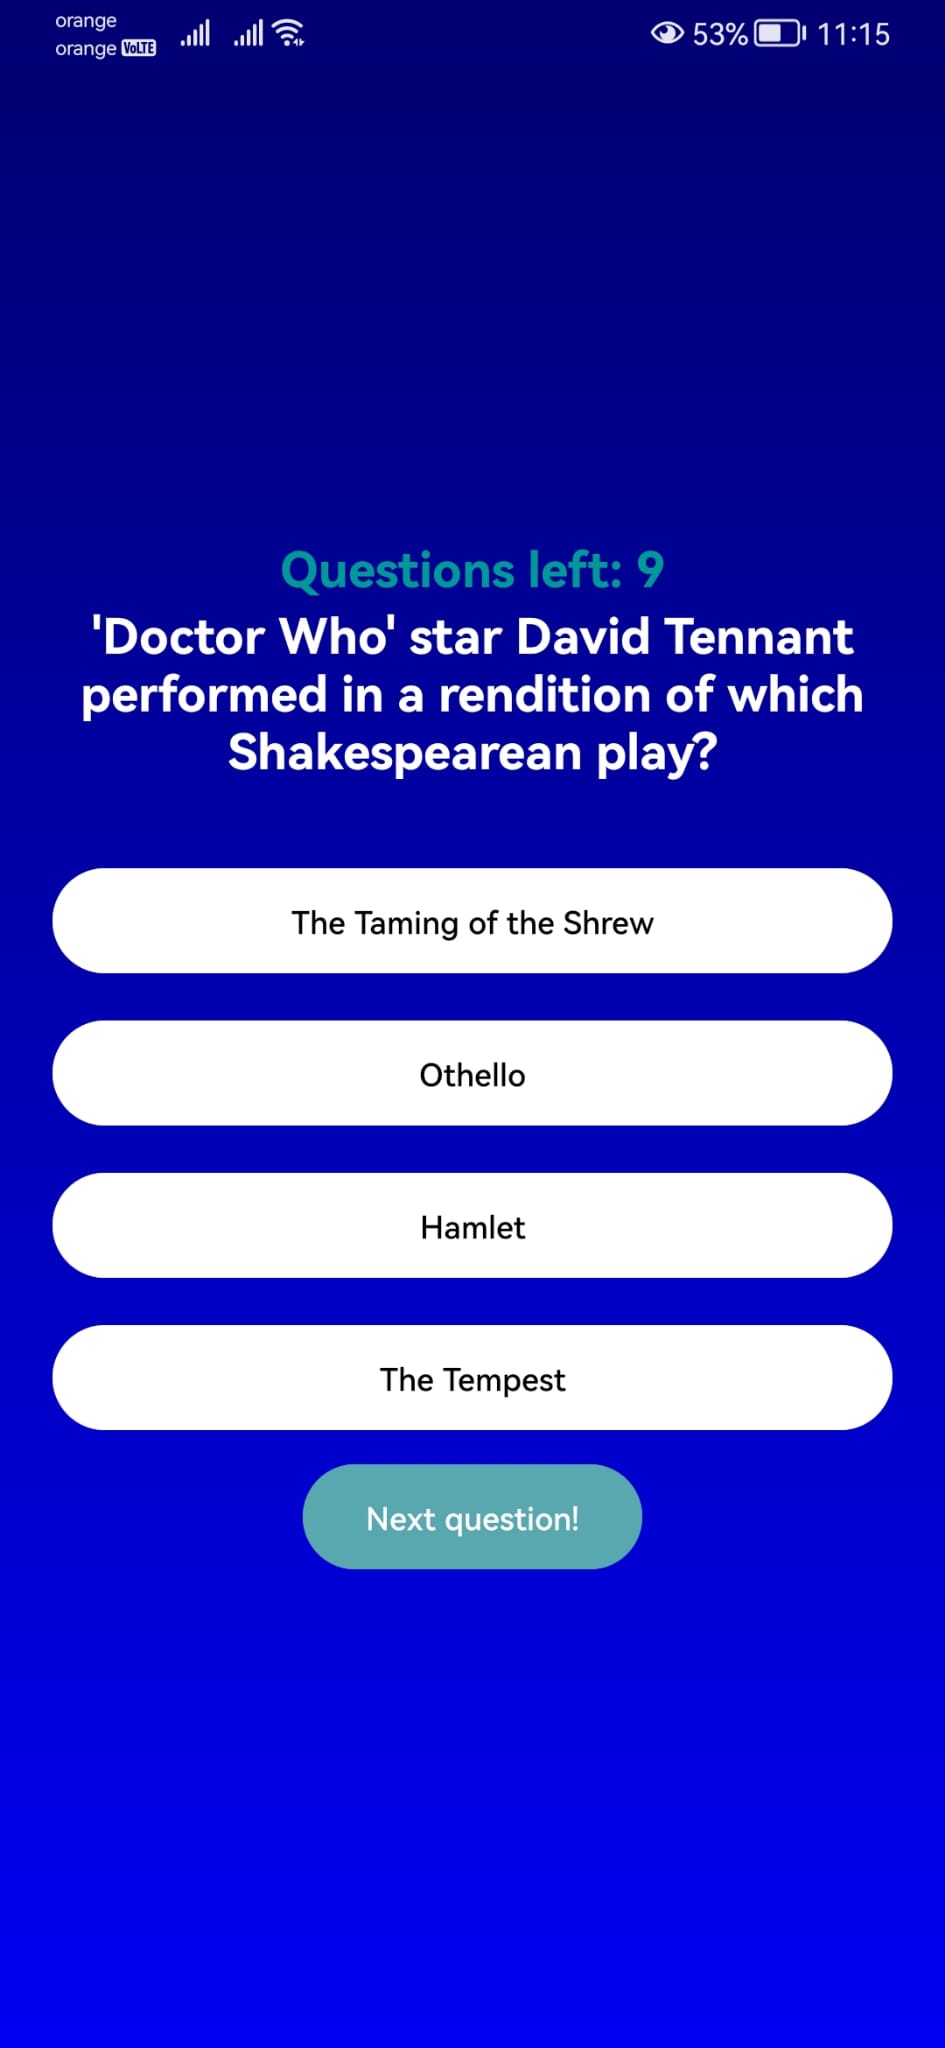 orange
orange VoLTE 53% 11:15
Questions left: 9
'Doctor Who' star David Tennant
performed in a rendition of which
Shakespearean play?
The Taming of the Shrew
Othello
Hamlet
The Tempest
Next question!